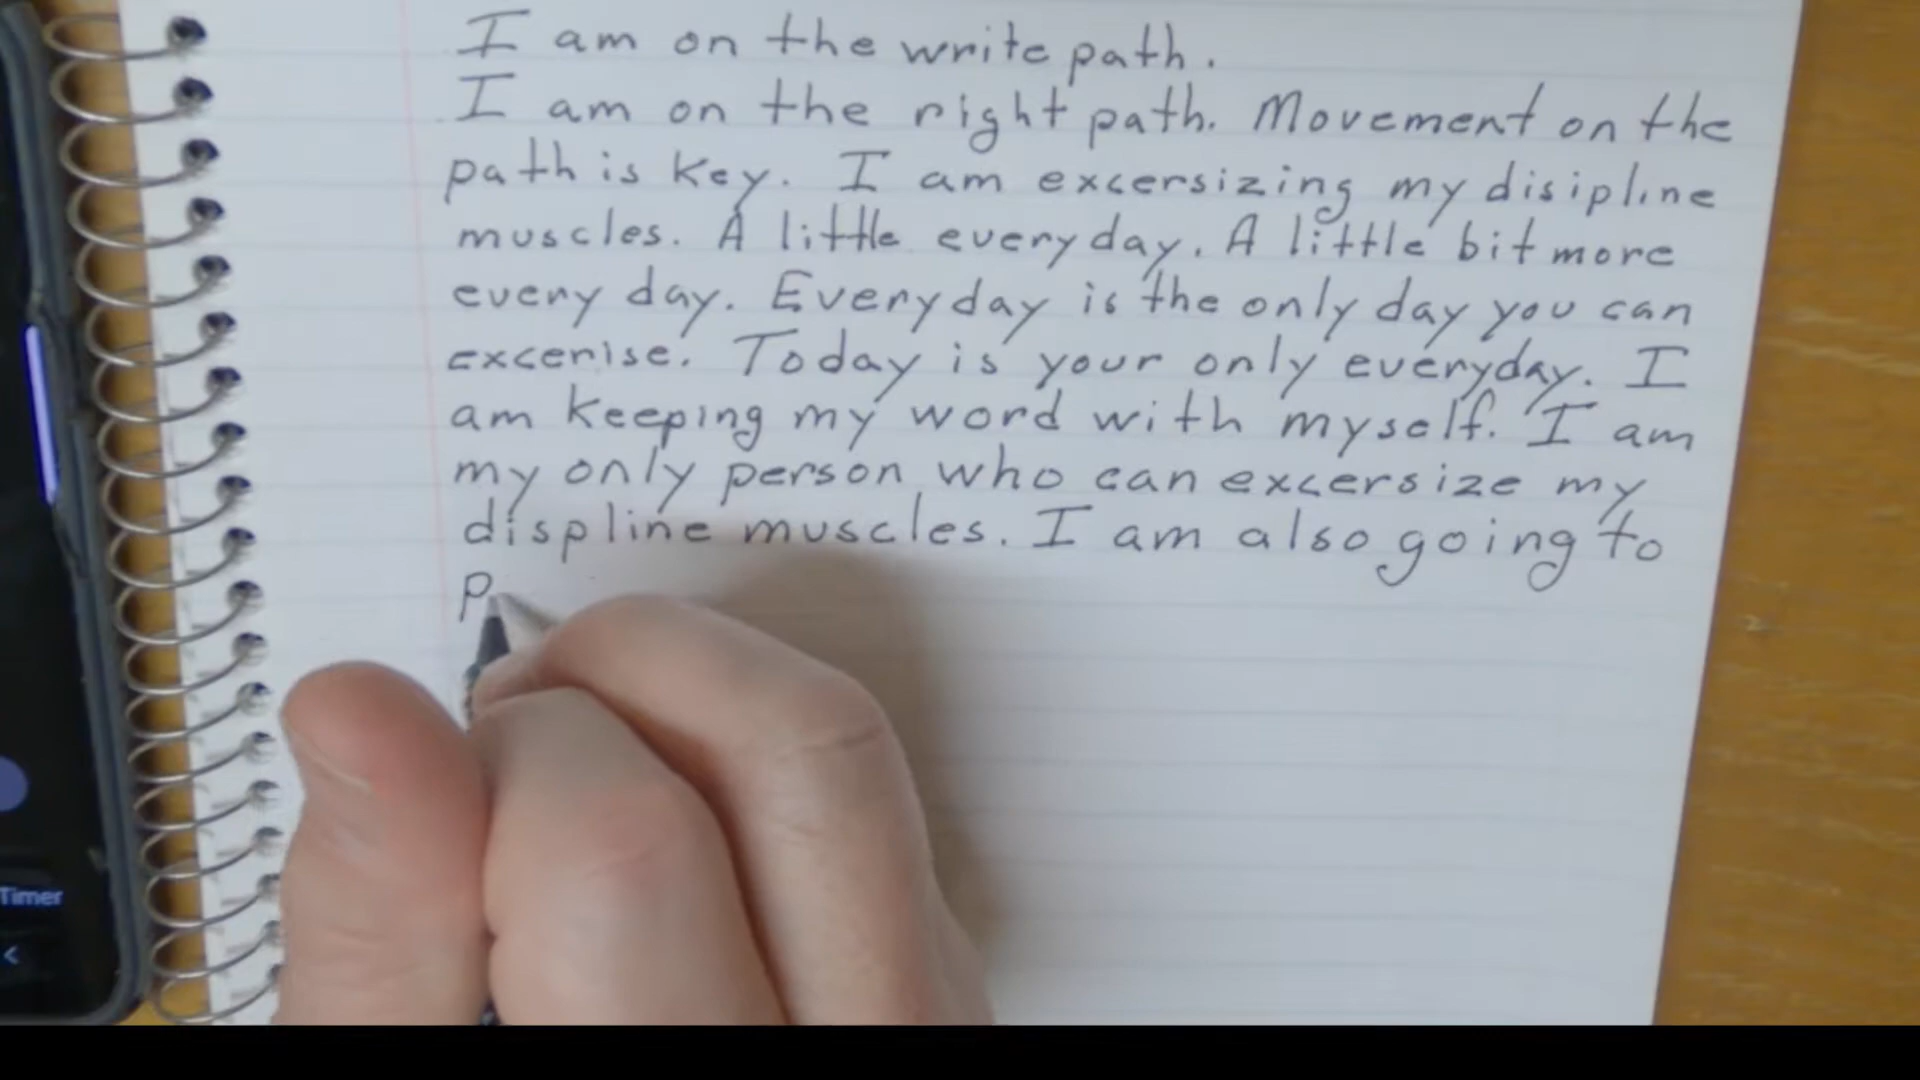 I am on the write path.
I am on the right path. Movement on the
path is key. I am excersizing my disipline
muscles. A little everyday. A little bit more
every day. Everyday is the only day you can
excerise. Today is your only everyday. I
am keeping my word with myself. I am
my only person who can excersize my
displine muscles. I am also going to
p
Timer
<